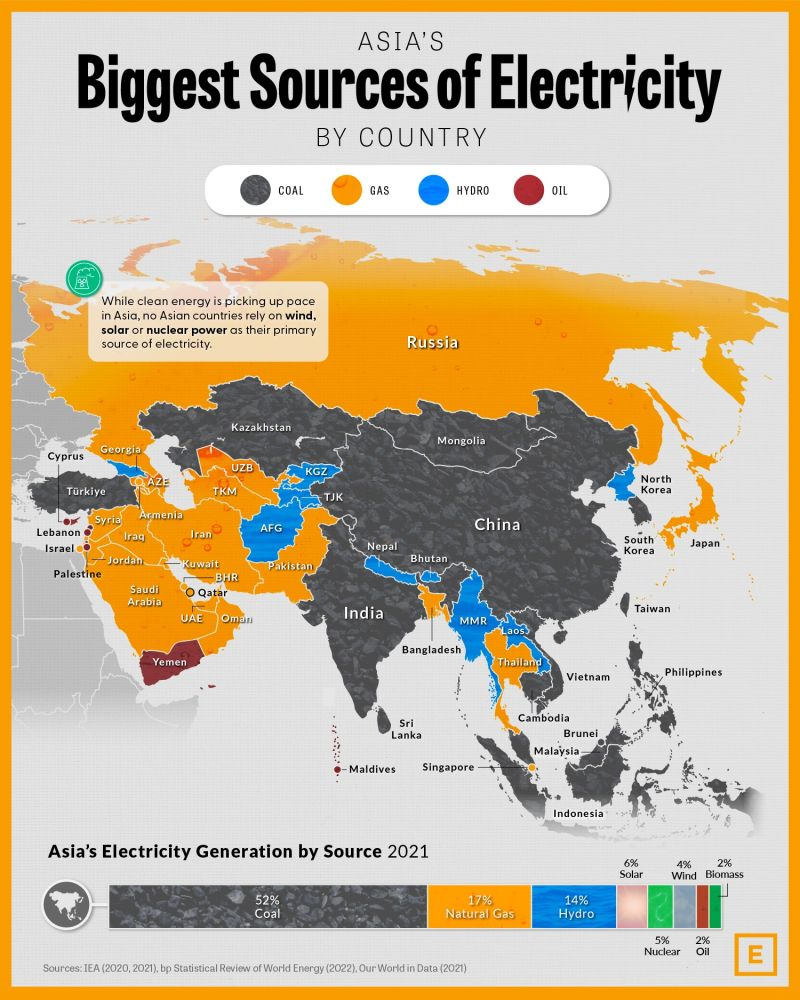 ASIA'S
Biggest Sources of Electricity
BY COUNTRY
COAL
GAS
HYDRO
OIL
While clean energy is picking up pace
in Asia, no Asian countries rely on wind,
solar or nuclear power as their primary
source of electricity.
Russia
Kazakhstan
Mongolia
Georgia
Cyprus
AZE
UZB
KGZ
North
Korea
Türkiye
TKM
TJK
Armenia
Syria
China
Lebanon
Iraq
Iran
AFG
South
Korea
Japan
Israel
Jordan
Kuwait
Pakistan
Nepal
Bhutan
Palestine
BHR
Saudi
Arabia
Qatar
Taiwan
UAE
Oman
India
MMR
Laos
Bangladesh
Yemen
Thailand
Vietnam
Philippines
Cambodia
Sri
Lanka
Brunei
Malaysia
Maldives
Singapore
Indonesia
Asia's Electricity Generation by Source 2021
52%
Coal
17%
Natural Gas
14%
Hydro
6%
Solar
5%
Nuclear
4%
Wind
2%
Oil
2%
Biomass
E
Sources: IEA (2020, 2021), bp Statistical Review of World Energy (2022), Our World in Data (2021)